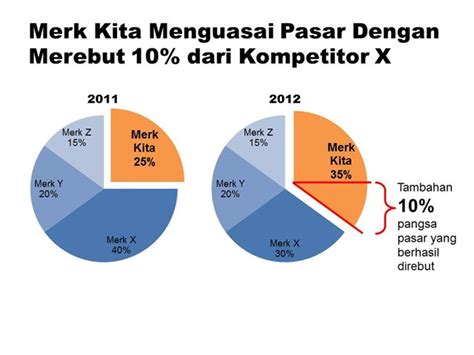 Merk Kita Menguasai Pasar Dengan
Merebut 10% dari Kompetitor X
2011
Merk Z
15%
Merk
Kita
25%
Merk Y
20%
Merk X
40%
2012
Merk Z
15%
Merk
Kita
35%
Merk Y
20%
Merk X
30%
Tambahan
10%
pangsa
pasar yang
berhasil
direbut